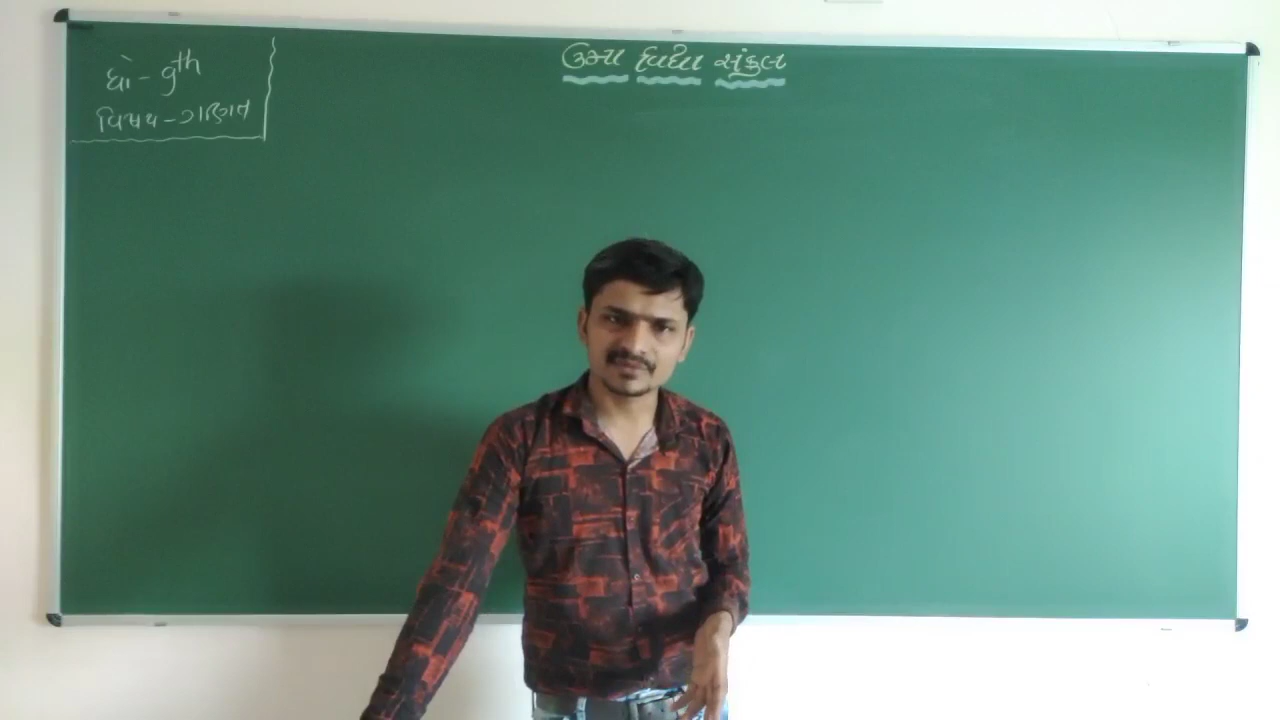 ધો - 9th
વિષય - ગણિત
ઉમા વિદ્યા સંકુલ